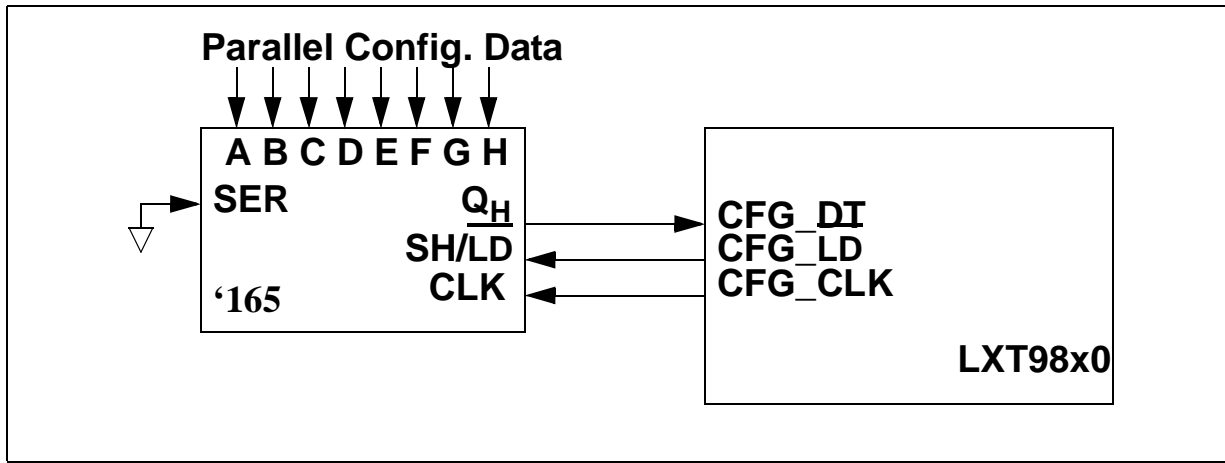 Parallel Config. Data
A B C D E F G H
SER
QH
SH/LD
CLK
‘165
CFG_DT
CFG_LD
CFG_CLK
LXT98x0